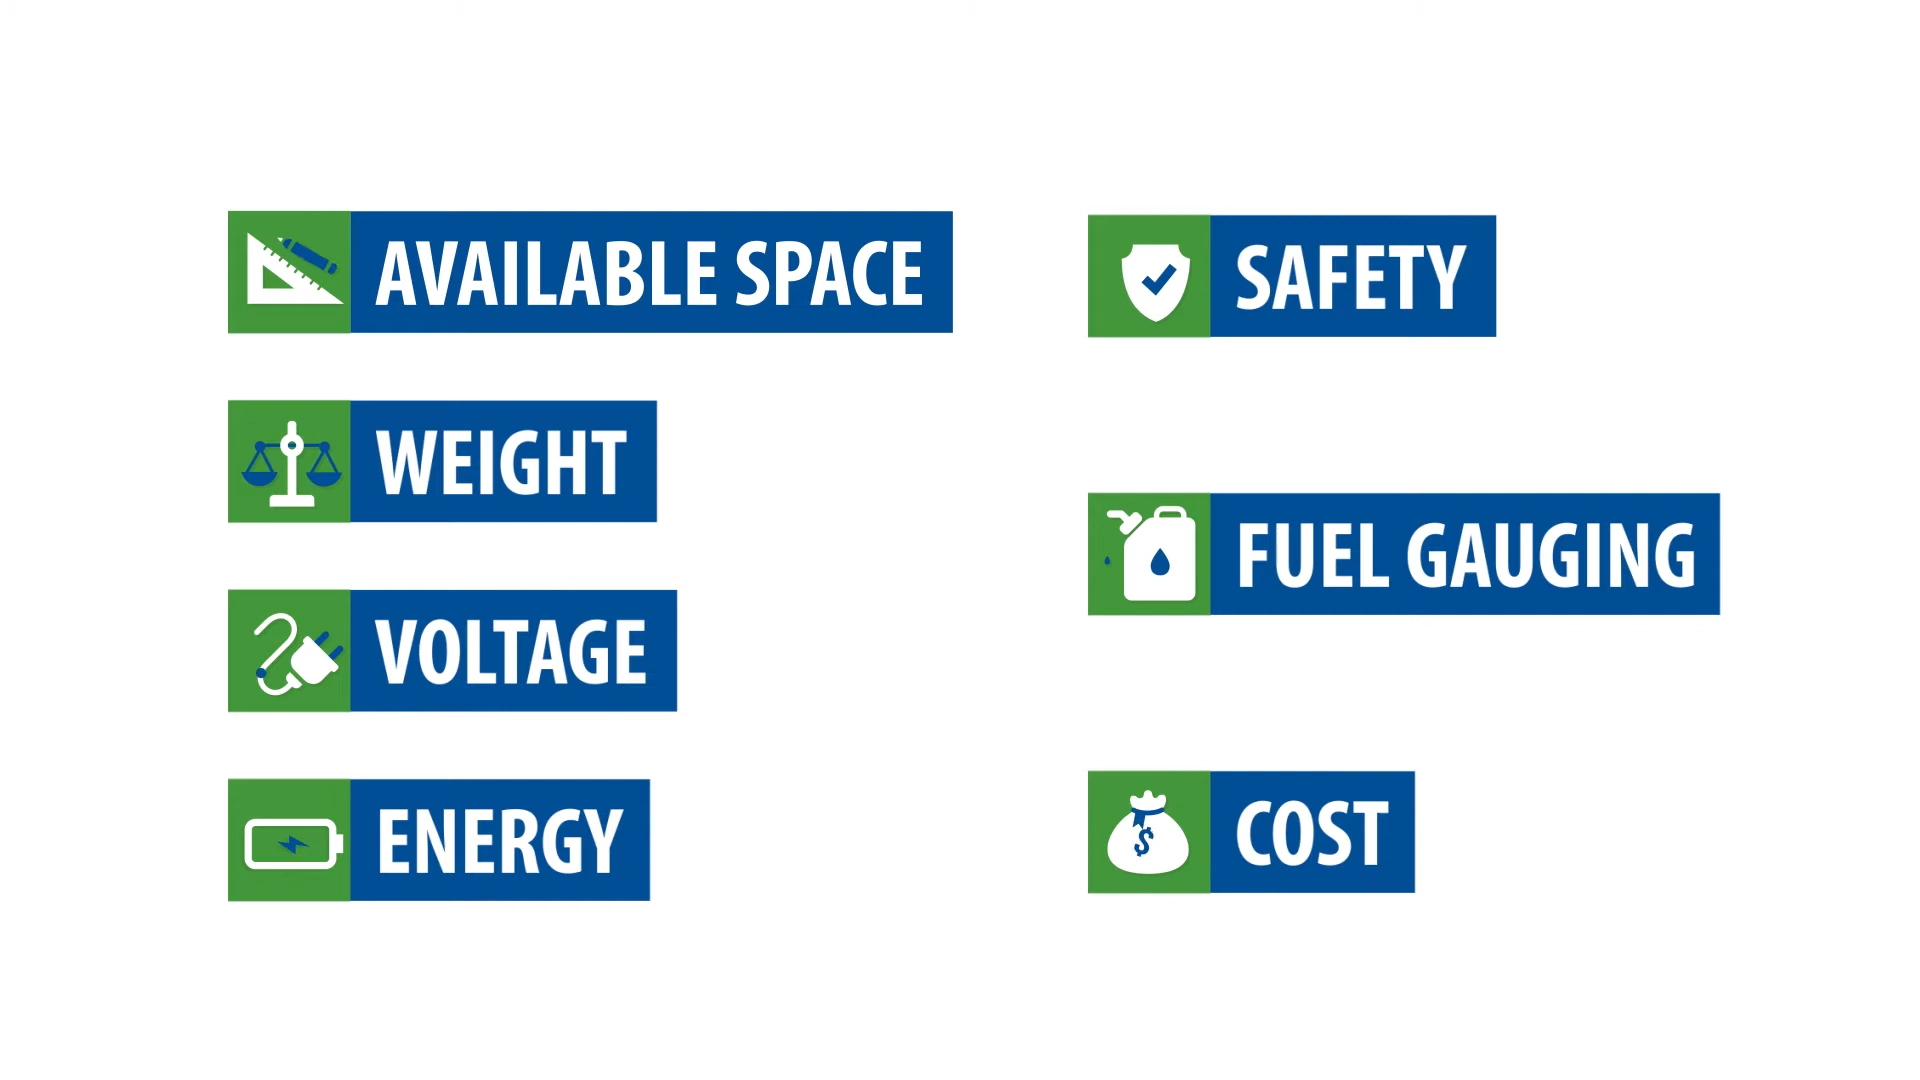 AVAILABLE SPACE
WEIGHT
VOLTAGE
ENERGY
SAFETY
FUEL GAUGING
$
COST